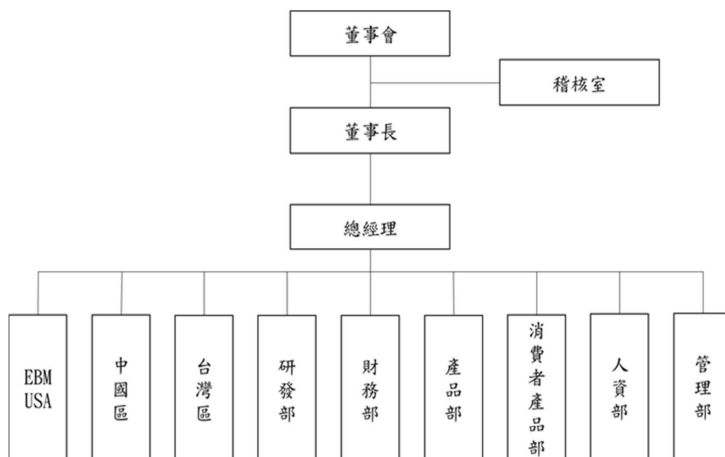 董事會
稽核室
董事長
總經理
EBM
USA
中國區
台灣區
研發部
財務部
產品部
消費者產品部
人資部
管理部